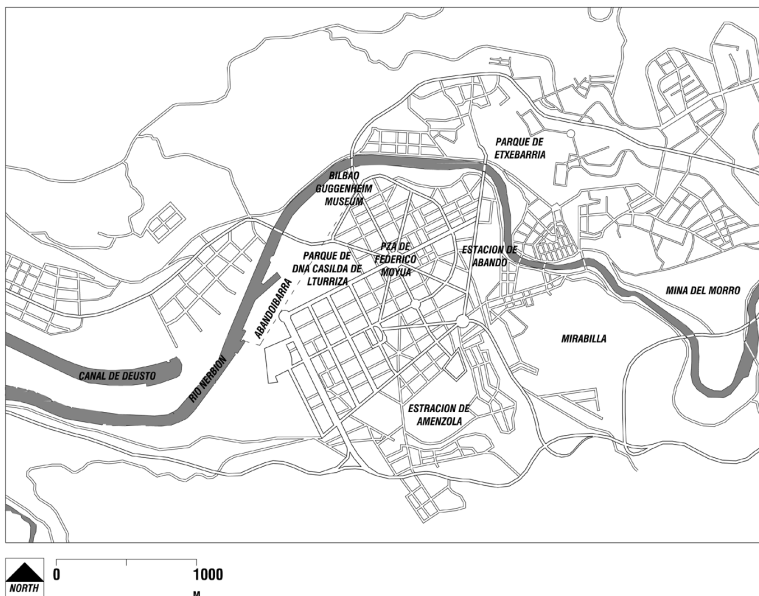 PARQUE DE
ETXEBARRIA
BILBAO
GUGGENHEIM
MUSEUM
PARQUE DE
DNA CASILDA DE
LTURRIZA
PZA DE
FEDERICO
MOYUA
ESTACION DE
ABANDO
ABANDOIBARRA
MINA DEL MORRO
MIRABILLA
CANAL DE DEUSTO
RIO NERBION
ESTRACION DE
AMENZOLA
NORTH
0
1000
M